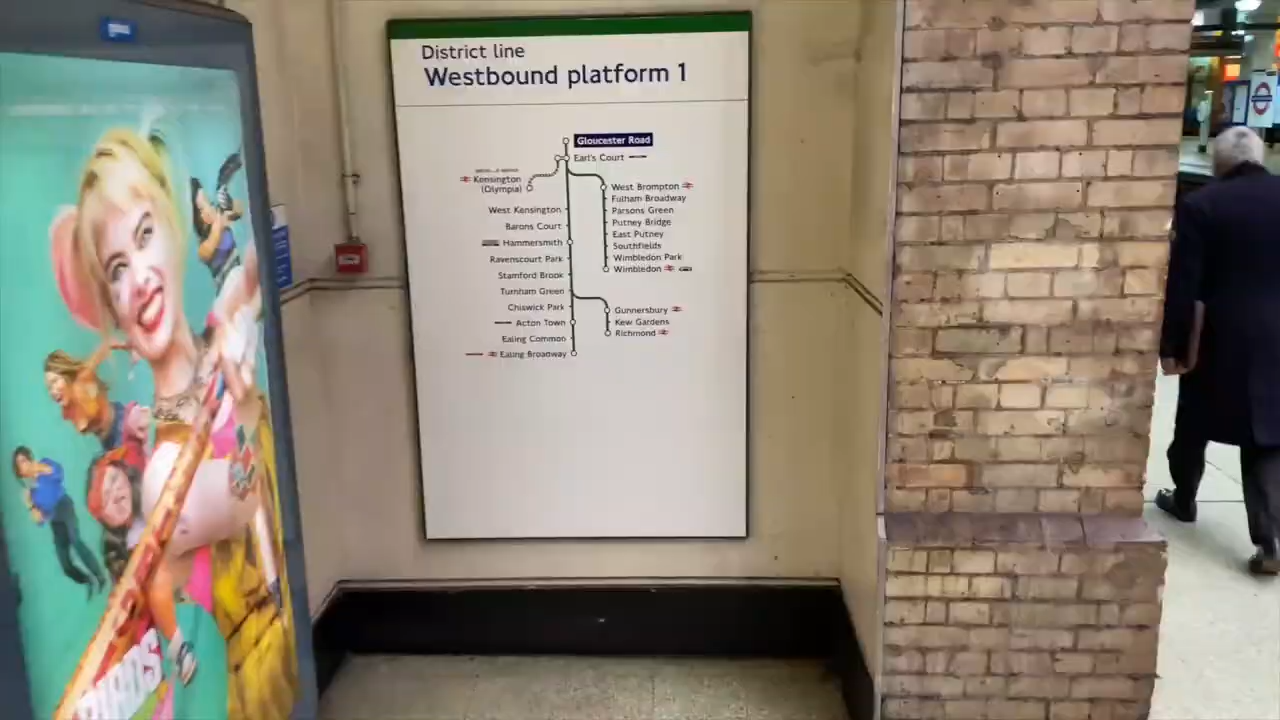 District line
Westbound platform 1
Gloucester Road
Earl's Court
Kensington
(Olympia)
West Kensington
Barons Court
Hammersmith
Ravenscourt Park
Stamford Brook
Turnham Green
Chiswick Park
Acton Town
Ealing Common
Ealing Broadway
West Brompton
Fulham Broadway
Parsons Green
Putney Bridge
East Putney
Southfields
Wimbledon Park
Wimbledon
Gunnersbury
Kew Gardens
Richmond
BIRDS